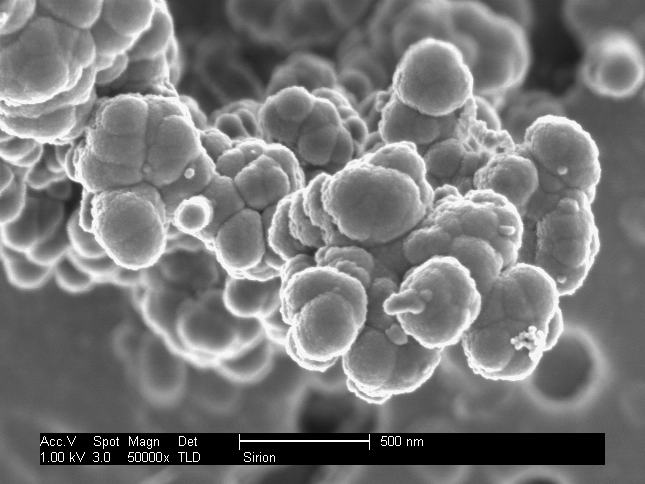 Acc.V Spot Magn Det 500 nm
1.00 kV 3.0 50000x TLD Sirion